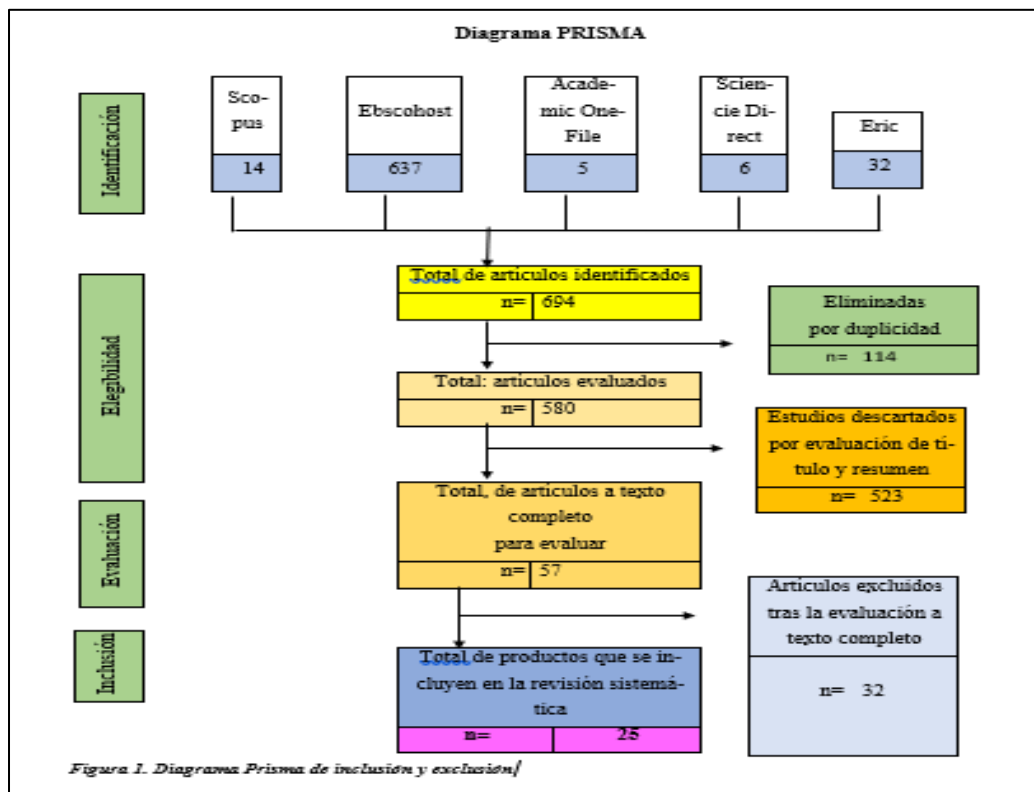 Diagrama PRISMA
Identificación
Sco-
pus
14
Ebscohost
637
Acade-
mic One-
File
5
Scien-
cie Di-
rect
6
Eric
32
Elegibilidad
Total de artículos identificados
n= 694
Eliminadas
por duplicidad
n= 114
Total: artículos evaluados
n= 580
Estudios descartados
por evaluación de tí-
tulo y resumen
n= 523
Evaluación
Total, de artículos a texto
completo
para evaluar
n= 57
Artículos excluidos
tras la evaluación a
texto completo
n= 32
Inclusión
Total de productos que se in-
cluyen en la revisión sistemá-
tica
n= 25
Figura 1. Diagrama Prisma de inclusión y exclusión/